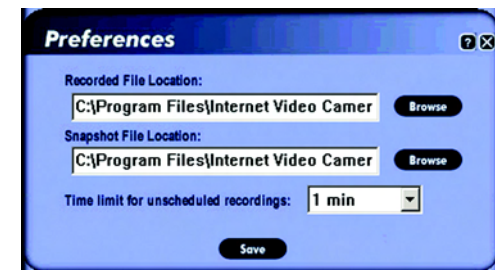 Preferences
? X
Recorded File Location:
C:\Program Files\Internet Video Camer Browse
Snapshot File Location:
C:\Program Files\Internet Video Camer Browse
Time limit for unscheduled recordings: 1 min
Save